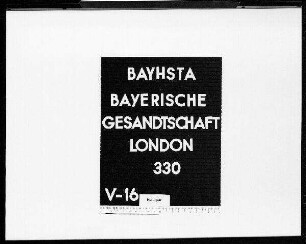 BAYHSTA
BAYERISCHE
GESANDTSCHAFT
LONDON
330
V-16